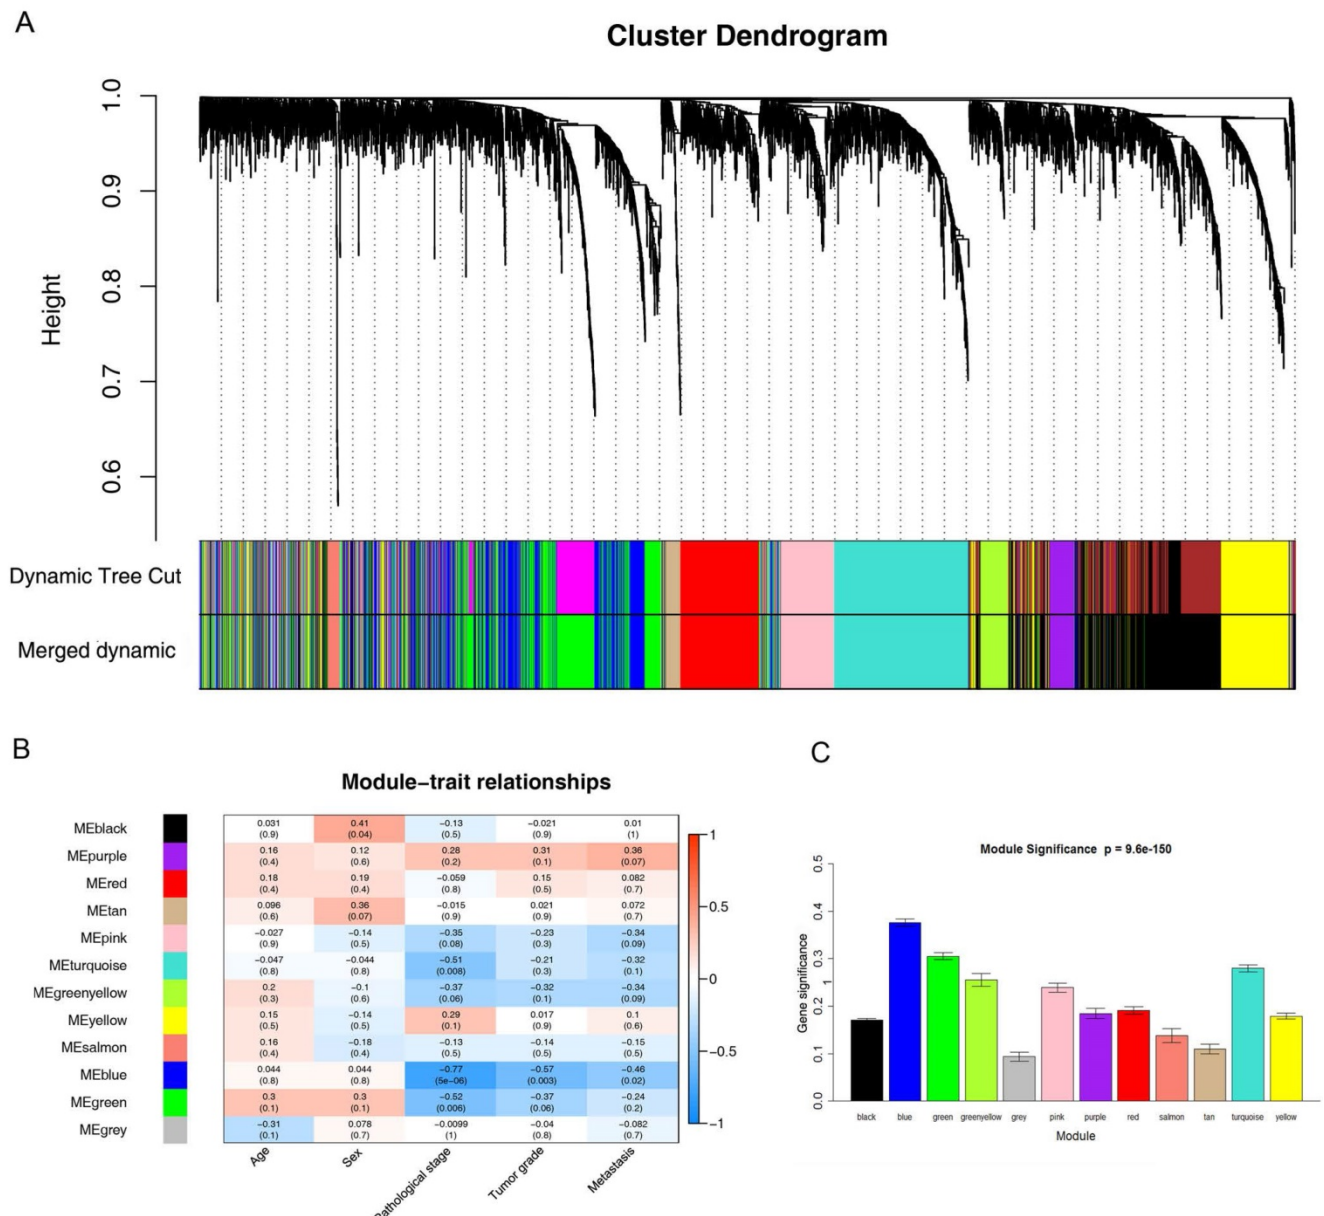 A
Cluster Dendrogram
Height
1.0
0.9
0.8
0.7
0.6
Dynamic Tree Cut
Merged dynamic
B
Module−trait relationships
MEblack 0.031 0.41 −0.13 −0.021 0.01
(0.9) (0.04) (0.5) (0.9) (1)
MEpurple 0.16 0.12 0.28 0.31 0.36
(0.4) (0.6) (0.2) (0.1) (0.07)
MEred 0.18 0.19 −0.059 0.15 0.082
(0.4) (0.4) (0.8) (0.5) (0.7)
MEtan 0.096 0.36 −0.015 0.021 0.072
(0.6) (0.07) (0.9) (0.9) (0.7)
MEpink −0.027 −0.14 −0.35 −0.23 −0.34
(0.9) (0.5) (0.08) (0.3) (0.09)
MEturquoise −0.047 −0.044 −0.51 −0.21 −0.32
(0.8) (0.8) (0.008) (0.3) (0.1)
MEgreenyellow 0.2 −0.1 −0.37 −0.32 −0.34
(0.3) (0.6) (0.06) (0.1) (0.09)
MEyellow 0.15 −0.14 0.29 0.017 0.1
(0.5) (0.5) (0.1) (0.9) (0.6)
MEsalmon 0.16 −0.18 −0.13 −0.14 −0.15
(0.4) (0.4) (0.5) (0.5) (0.5)
MEblue 0.044 0.044 −0.77 −0.57 −0.46
(0.8) (0.8) (5e−06) (0.003) (0.02)
MEgreen 0.3 0.3 −0.52 −0.37 −0.24
(0.1) (0.1) (0.006) (0.06) (0.2)
MEgrey −0.31 0.078 −0.0099 −0.04 −0.082
(0.1) (0.7) (1) (0.8) (0.7)
Age Sex Pathological stage Tumor grade Metastasis
1
0.5
0
−0.5
−1
C
Module Significance p = 9.6e-150
Gene significance
1
0.5
0.4
0.3
0.2
0.1
0.0
black blue green greenyellow grey pink purple red salmon tan turquoise yellow
Module